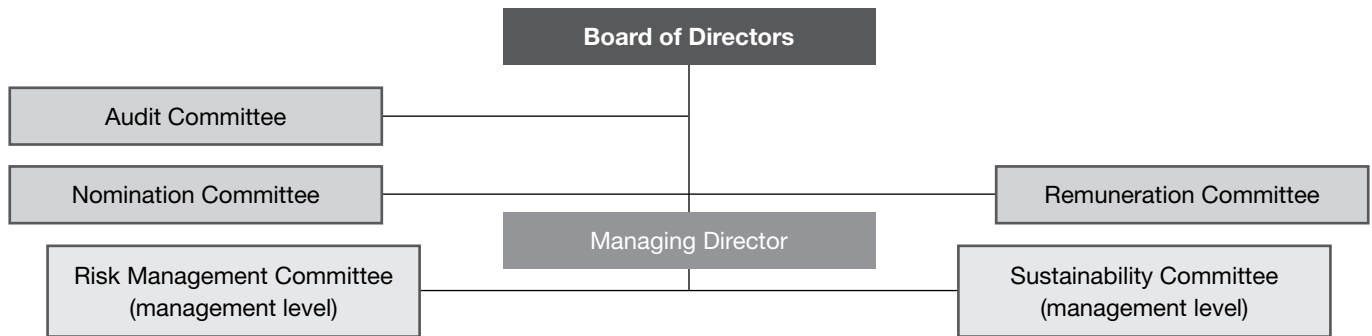 Board of Directors
Audit Committee
Nomination Committee
Remuneration Committee
Managing Director
Risk Management Committee
(management level)
Sustainability Committee
(management level)